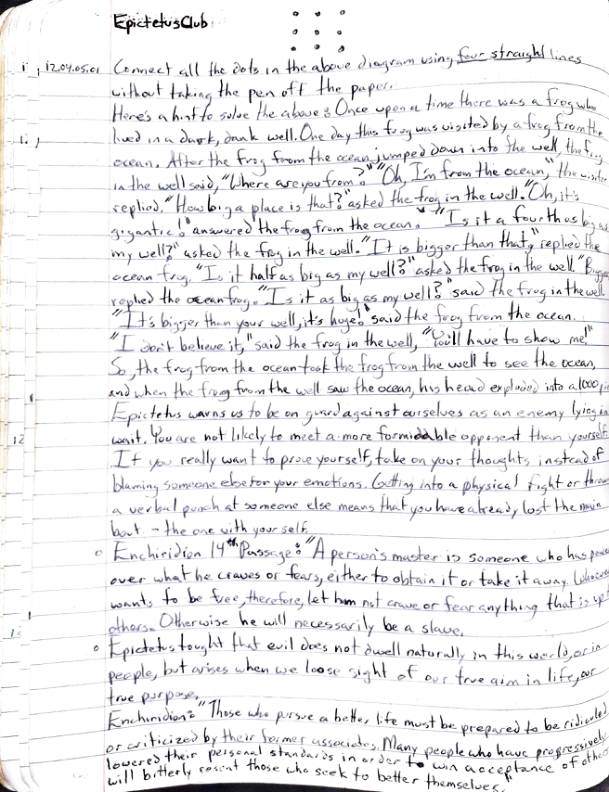 EpictetusClub
12.04.05.01 Connect all the dots in the above diagram using four straight lines
without taking the pen off the paper.
Here's a hint to solve the above: Once upon a time there was a frog who
lived in a dark, dank well. One day this frog was visited by a frog from the
ocean. After the frog from the ocean jumped down into the well, the frog
in the well said, "Where are you from?" "Oh, I'm from the ocean," the visitor
replied. "How big a place is that?" asked the frog in the well. "Oh, it's
gigantic!" answered the frog from the ocean. "Is it a fourth as big as
my well?" asked the frog in the well. "It is bigger than that," replied the
ocean frog. "Is it half as big as my well?" asked the frog in the well. "Bigger
replied the ocean frog. "Is it as big as my well?" said the frog in the well
"It's bigger than your well, it's huge!" said the frog from the ocean.
"I don't believe it," said the frog in the well, "You'll have to show me!"
So, the frog from the ocean took the frog from the well to see the ocean,
and when the frog from the well saw the ocean, his head exploded into a 1000
Epictetus warns us to be on guard against ourselves as an enemy lying in
wait. You are not likely to meet a more formidable opponent than yourself.
If you really want to prove yourself, take on your thoughts instead of
blaming someone else for your emotions. Getting into a physical fight or
a verbal punch at someone else means that you have already lost the main
bout - the one with yourself.
Enchiridion 14th Passage: "A person's master is someone who has
over what he craves or fears, either to obtain it or take it away.
wants to be free, therefore, let him not crave or fear anything that is up
others. Otherwise he will necessarily be a slave.
Epictetus tought that evil does not dwell naturally in this world, or in
people, but arises when we loose sight of our true aim in life, our
true purpose.
Enchiridion: "Those who pursue a better life must be prepared to be ridiculed
or criticized by their former associates. Many people who have progressively
lowered their personal standards in order to win acceptance of others
will bitterly resent those who seek to better themselves."